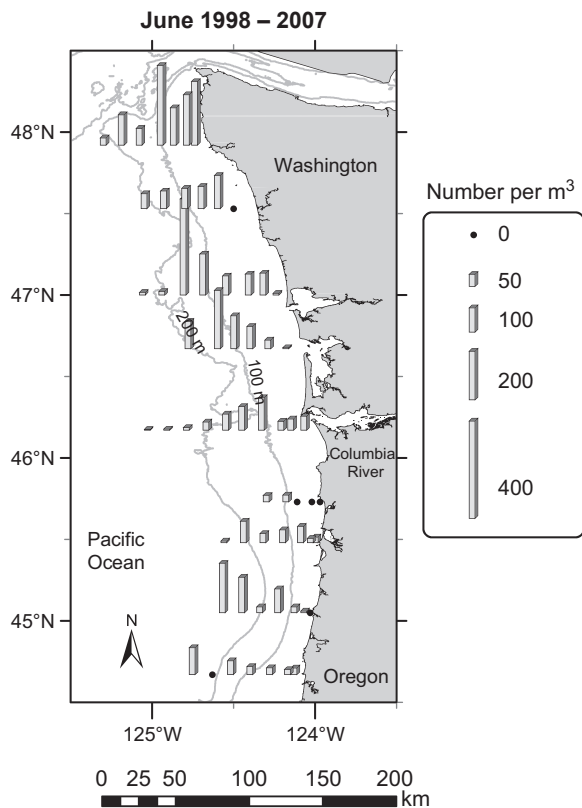 June 1998 – 2007
48°N
47°N
46°N
45°N
125°W
124°W
Washington
200 m
100 m
Columbia
River
Pacific
Ocean
N
Oregon
Number per m³
0
50
100
200
400
0 25 50 100 150 200
km